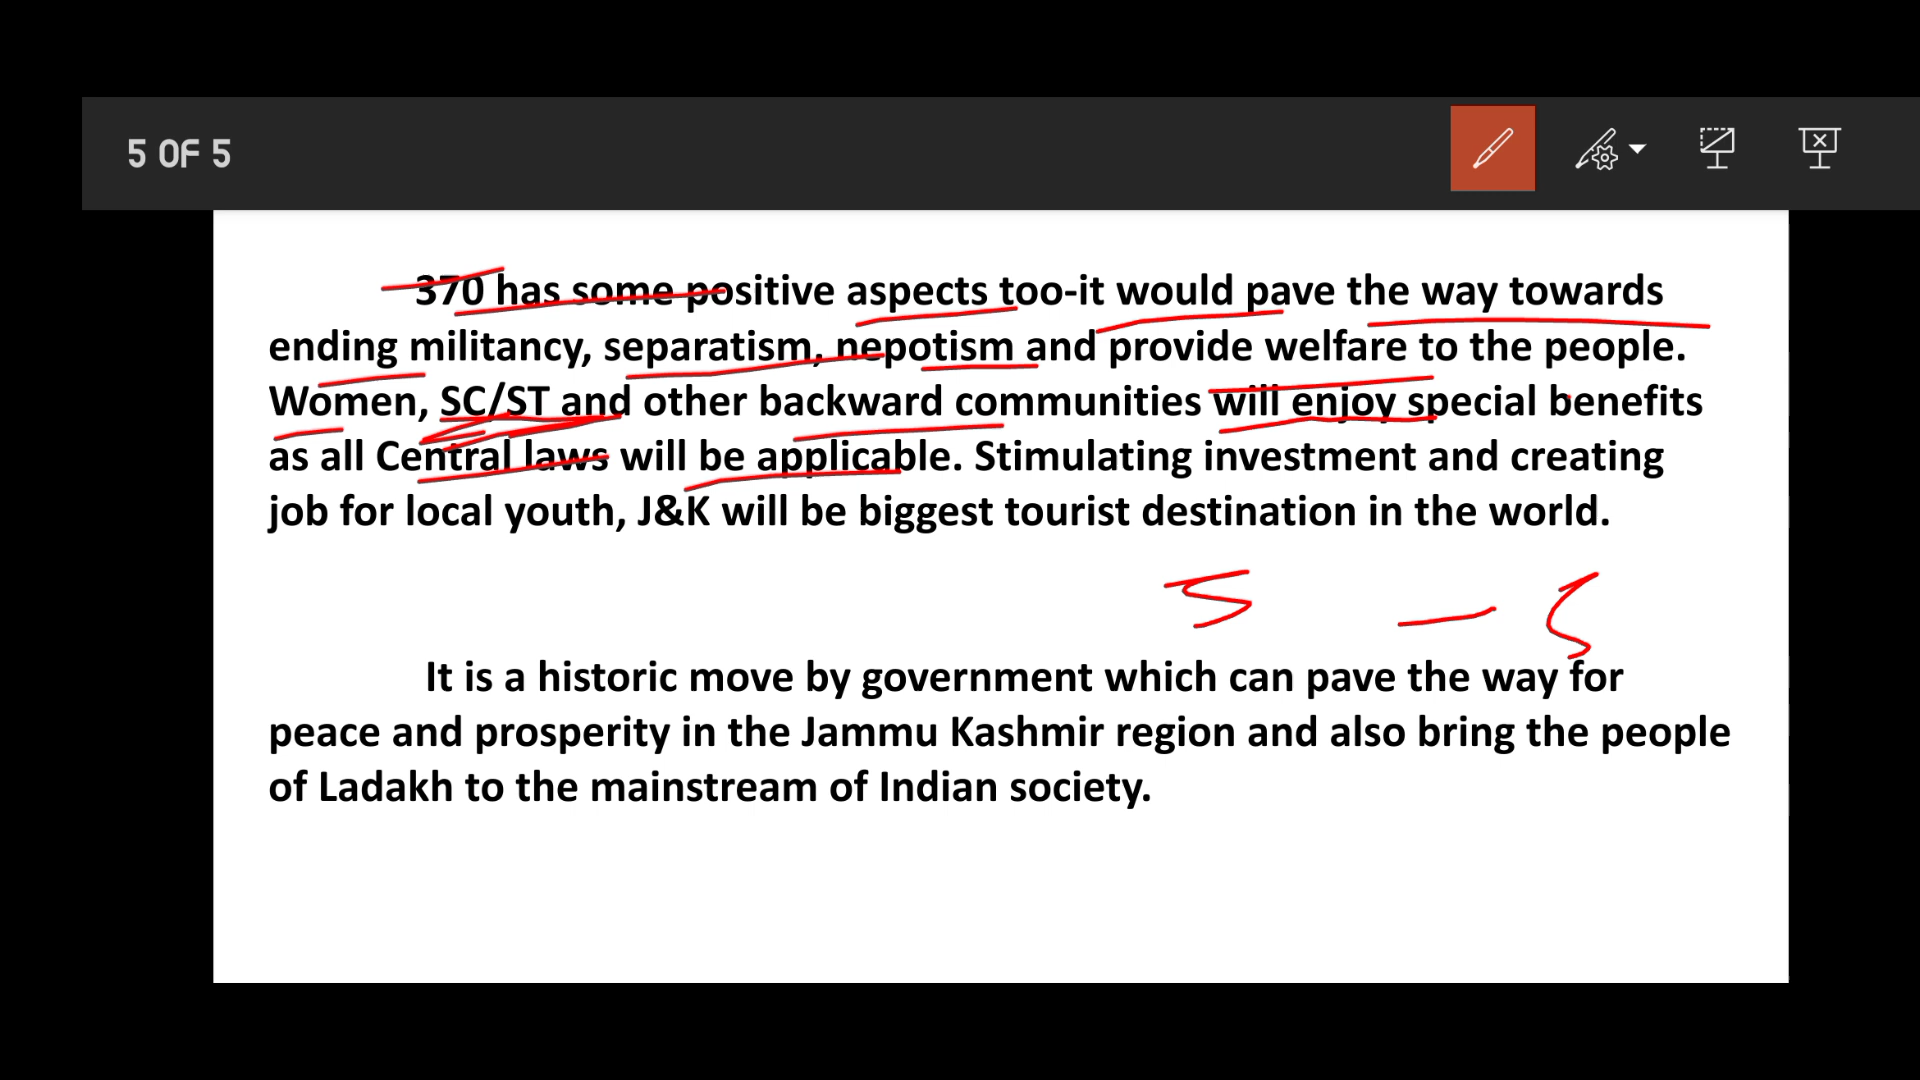 5 OF 5
370 has some positive aspects too-it would pave the way towards
ending militancy, separatism, nepotism and provide welfare to the people.
Women, SC/ST and other backward communities will enjoy special benefits
as all Central laws will be applicable. Stimulating investment and creating
job for local youth, J&K will be biggest tourist destination in the world.
It is a historic move by government which can pave the way for
peace and prosperity in the Jammu Kashmir region and also bring the people
of Ladakh to the mainstream of Indian society.